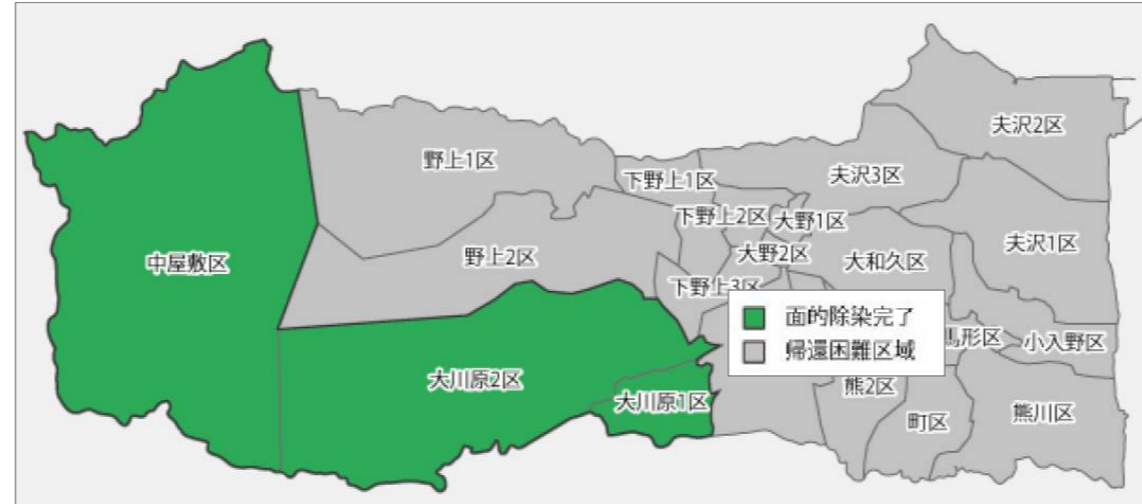 夫沢2区
野上1区
夫沢3区
下野上1区
下野上2区
大野1区
夫沢1区
野上2区
大野2区
大和久区
中屋敷区
下野上3区
面的除染完了
帰還困難区域
形区
小入野区
大川原2区
熊2区
大川原1区
町区
熊川区